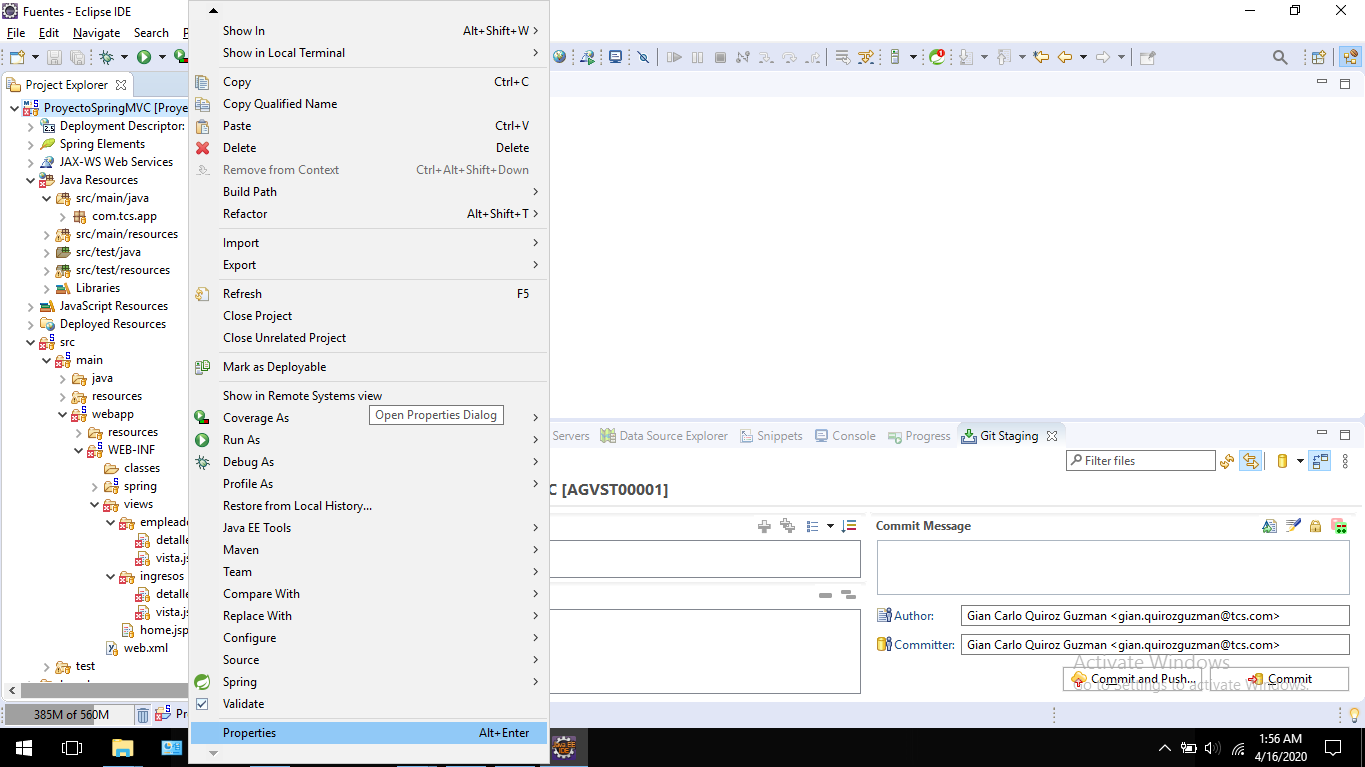 Fuentes - Eclipse IDE
File Edit Navigate Search
Project Explorer
ProyectoSpringMVC [Proye
Deployment Descriptor:
Spring Elements
JAX-WS Web Services
Java Resources
src/main/java
com.tcs.app
src/main/resources
src/test/java
src/test/resources
Libraries
JavaScript Resources
Deployed Resources
src
main
java
resources
webapp
resources
WEB-INF
classes
spring
views
emplead
detalle
vista.js
ingresos
detalle
vista.js
home.jsp
web.xml
test
385M of 560M
Pr
Show In Alt+Shift+W
Show in Local Terminal
Copy Ctrl+C
Copy Qualified Name
Paste Ctrl+V
Delete Delete
Remove from Context Ctrl+Alt+Shift+Down
Build Path
Refactor Alt+Shift+T
Import
Export
Refresh F5
Close Project
Close Unrelated Project
Mark as Deployable
Show in Remote Systems view
Coverage As
Open Properties Dialog
Run As
Debug As
Profile As
Restore from Local History...
Java EE Tools
Maven
Team
Compare With
Replace With
Configure
Source
Spring
Validate
Properties Alt+Enter
Servers Data Source Explorer Snippets Console Progress Git Staging
Filter files
C [AGVST00001]
Commit Message
Author: Gian Carlo Quiroz Guzman <gian.quirozguzman@tcs.com>
Committer: Gian Carlo Quiroz Guzman <gian.quirozguzman@tcs.com>
Activate Windows
Go to Settings to activate Windows.
Commit and Push... Commit
1:56 AM
4/16/2020